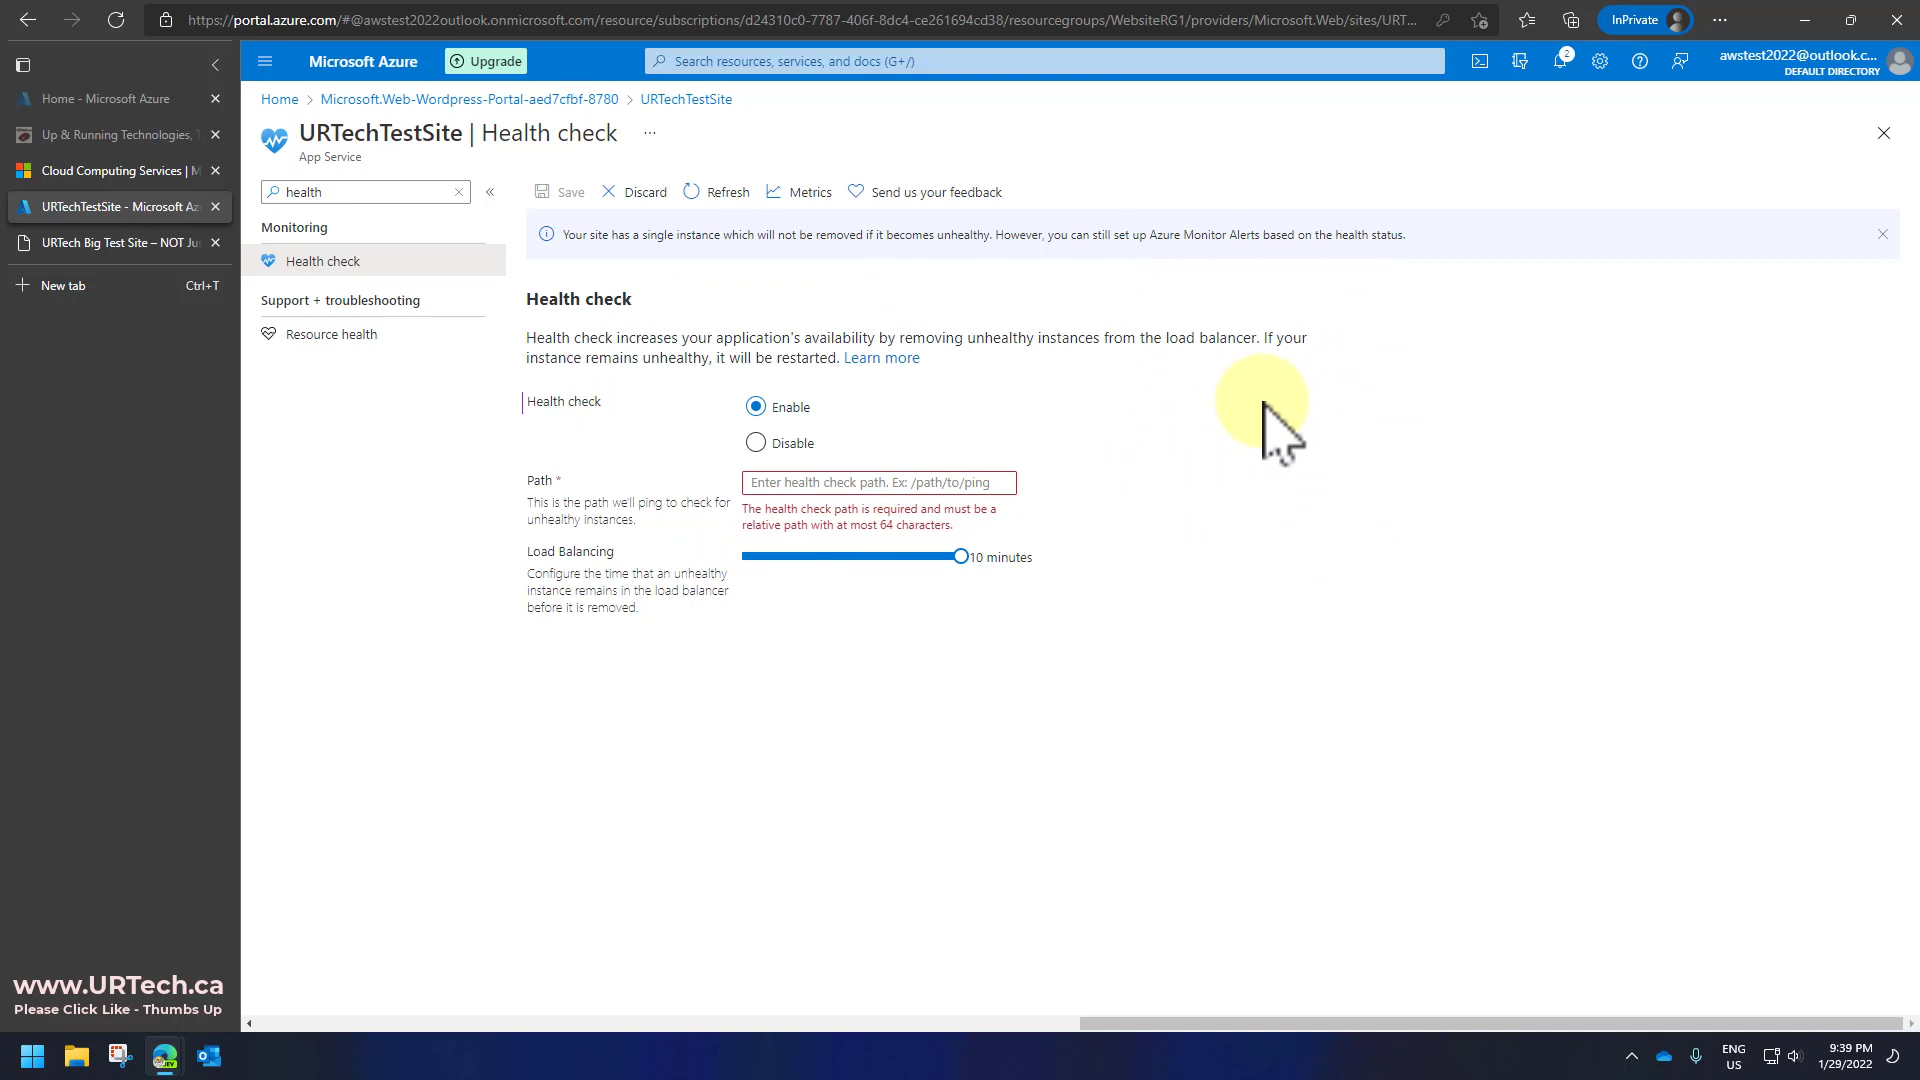 https://portal.azure.com/#@awstest2022outlook.onmicrosoft.com/resource/subscriptions/d24310c0-7787-406f-8dc4-ce261694cd38/resourcegroups/WebsiteRG1/providers/Microsoft.Web/sites/URT...
InPrivate
Home - Microsoft Azure
Up & Running Technologies, T
Cloud Computing Services | M
URTechTestSite - Microsoft Az
URTech Big Test Site – NOT Ju
New tab Ctrl+T
Microsoft Azure
Upgrade
Search resources, services, and docs (G+/)
2
awstest2022@outlook.c...
DEFAULT DIRECTORY
Home > Microsoft.Web-Wordpress-Portal-aed7cfbf-8780 > URTechTestSite
URTechTestSite | Health check ...
App Service
health
«
Save
Discard
Refresh
Metrics
Send us your feedback
Monitoring
Health check
Support + troubleshooting
Resource health
Your site has a single instance which will not be removed if it becomes unhealthy. However, you can still set up Azure Monitor Alerts based on the health status.
Health check
Health check increases your application's availability by removing unhealthy instances from the load balancer. If your
instance remains unhealthy, it will be restarted. Learn more
Health check
Enable
Disable
Path *
This is the path we'll ping to check for
unhealthy instances.
Enter health check path. Ex: /path/to/ping
The health check path is required and must be a
relative path with at most 64 characters.
Load Balancing
Configure the time that an unhealthy
instance remains in the load balancer
before it is removed.
10 minutes
www.URTech.ca
Please Click Like - Thumbs Up
ENG
US
9:39 PM
1/29/2022